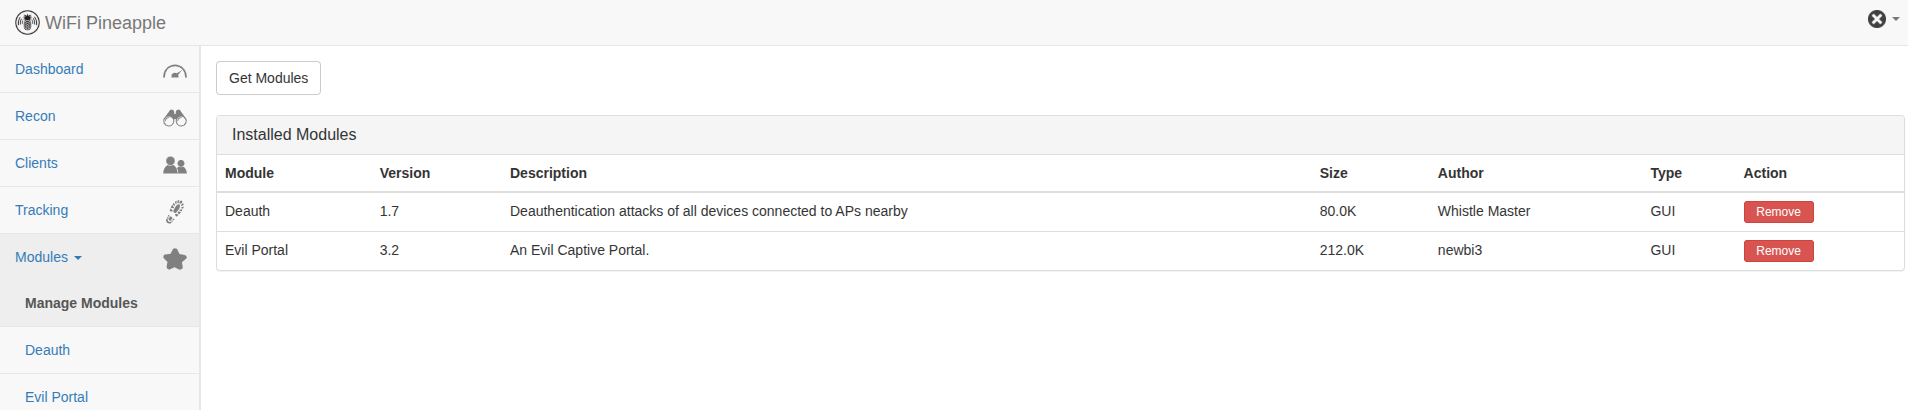 WiFi Pineapple
Dashboard
Recon
Clients
Tracking
Modules
Manage Modules
Deauth
Evil Portal
Get Modules
Installed Modules
Module Version Description Size Author Type Action
Deauth 1.7 Deauthentication attacks of all devices connected to APs nearby 80.0K Whistle Master GUI Remove
Evil Portal 3.2 An Evil Captive Portal. 212.0K newbi3 GUI Remove